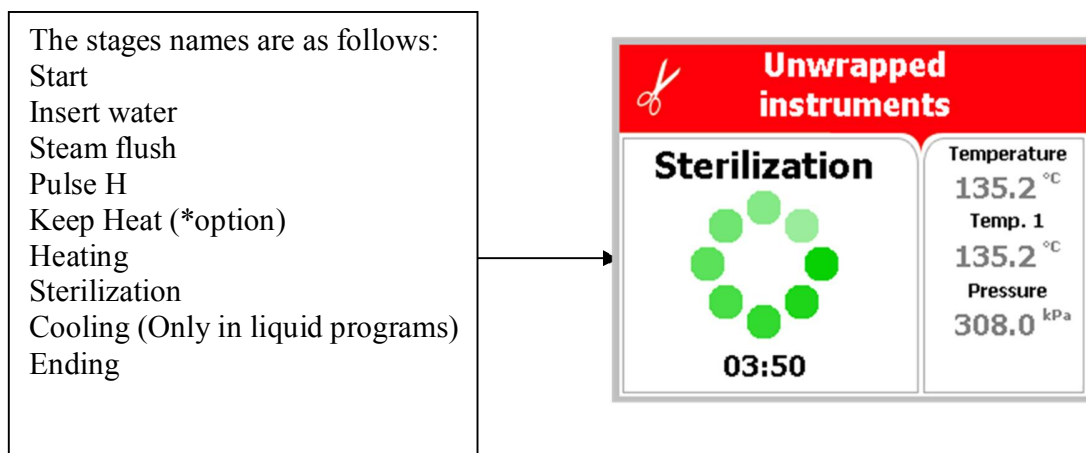 The stages names are as follows:
Start
Insert water
Steam flush
Pulse H
Keep Heat (*option)
Heating
Sterilization
Cooling (Only in liquid programs)
Ending
Unwrapped
instruments
Sterilization
03:50
Temperature
135.2 °C
Temp. 1
135.2 °C
Pressure
308.0 kPa